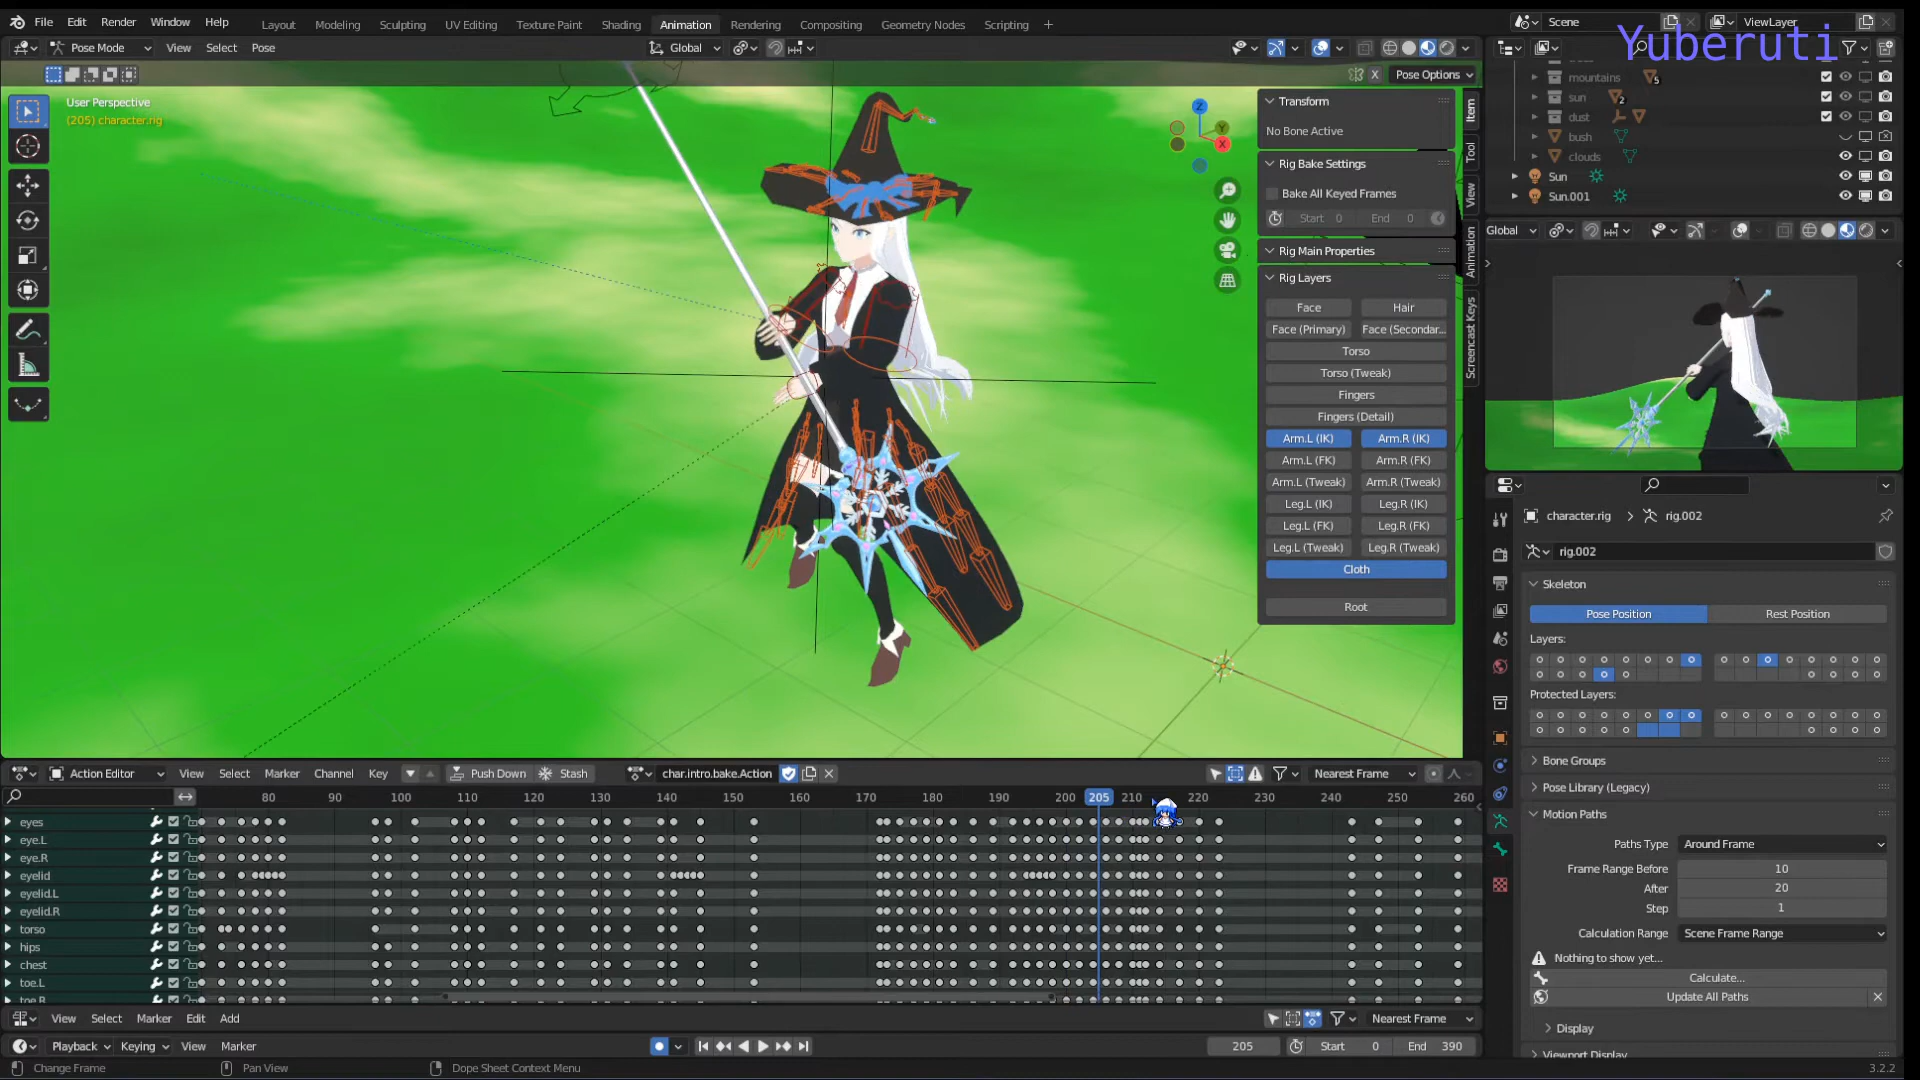 File Edit Render Window Help Layout Modeling Sculpting UV Editing Texture Paint Shading Animation Rendering Compositing Geometry Nodes Scripting + Scene ViewLayer
Yuberuti
Pose Mode View Select Pose Global
X Pose Options
User Perspective
(205) character.rig
Z
Y
X
Transform
No Bone Active
Rig Bake Settings
Bake All Keyed Frames
Start 0 End 0
Rig Main Properties
Rig Layers
Face Hair
Face (Primary) Face (Secondar...
Torso
Torso (Tweak)
Fingers
Fingers (Detail)
Arm.L (IK) Arm.R (IK)
Arm.L (FK) Arm.R (FK)
Arm.L (Tweak) Arm.R (Tweak)
Leg.L (IK) Leg.R (IK)
Leg.L (FK) Leg.R (FK)
Leg.L (Tweak) Leg.R (Tweak)
Cloth
Root
Item
Tool
View
Animation
Screencast Keys
mountains 5
sun 2
dust
bush
clouds
Sun
Sun.001
Global
character.rig rig.002
rig.002
Skeleton
Pose Position Rest Position
Layers:
Protected Layers:
Bone Groups
Pose Library (Legacy)
Motion Paths
Paths Type Around Frame
Frame Range Before 10
After 20
Step 1
Calculation Range Scene Frame Range
Nothing to show yet...
Calculate...
Update All Paths
Display
Viewport Display
Action Editor View Select Marker Channel Key Push Down Stash char.intro.bake.Action Nearest Frame
80 90 100 110 120 130 140 150 160 170 180 190 200 205 210 220 230 240 250 260
eyes
eye.L
eye.R
eyelid
eyelid.L
eyelid.R
torso
hips
chest
toe.L
toe.R
View Select Marker Edit Add Nearest Frame
Playback Keying View Marker 205 Start 0 End 390
Change Frame Pan View Dope Sheet Context Menu 3.2.2